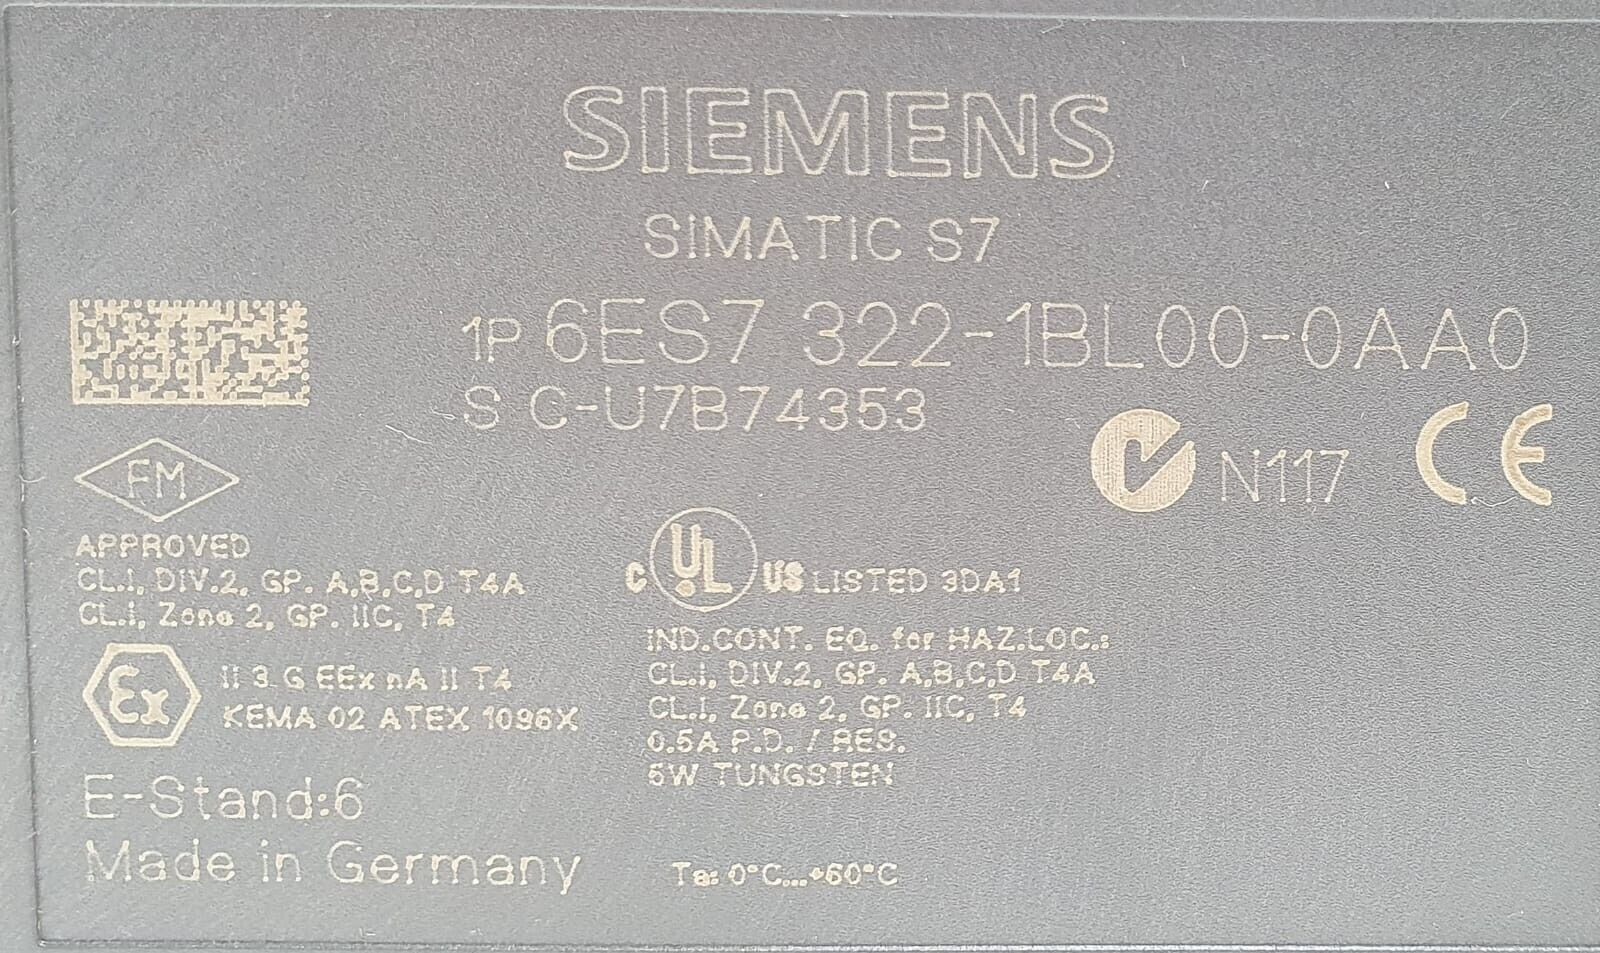 SIEMENS
SIMATIC S7
1P 6ES7 322-1BL00-0AA0
S C-U7B74353
N117 CE
FM
APPROVED
CL.I, DIV.2, GP. A,B,C,D T4A
CL.I, Zone 2, GP. IIC, T4
Ex II 3 G EEx nA II T4
KEMA 02 ATEX 1096X
E-Stand:6
Made in Germany
C UL US LISTED 3DA1
IND.CONT. EQ. for HAZ.LOC.:
CL.I, DIV.2, GP. A,B,C,D T4A
CL.I, Zone 2, GP. IIC, T4
0.5A P.D. / RES.
5W TUNGSTEN
Ta: 0°C...+60°C